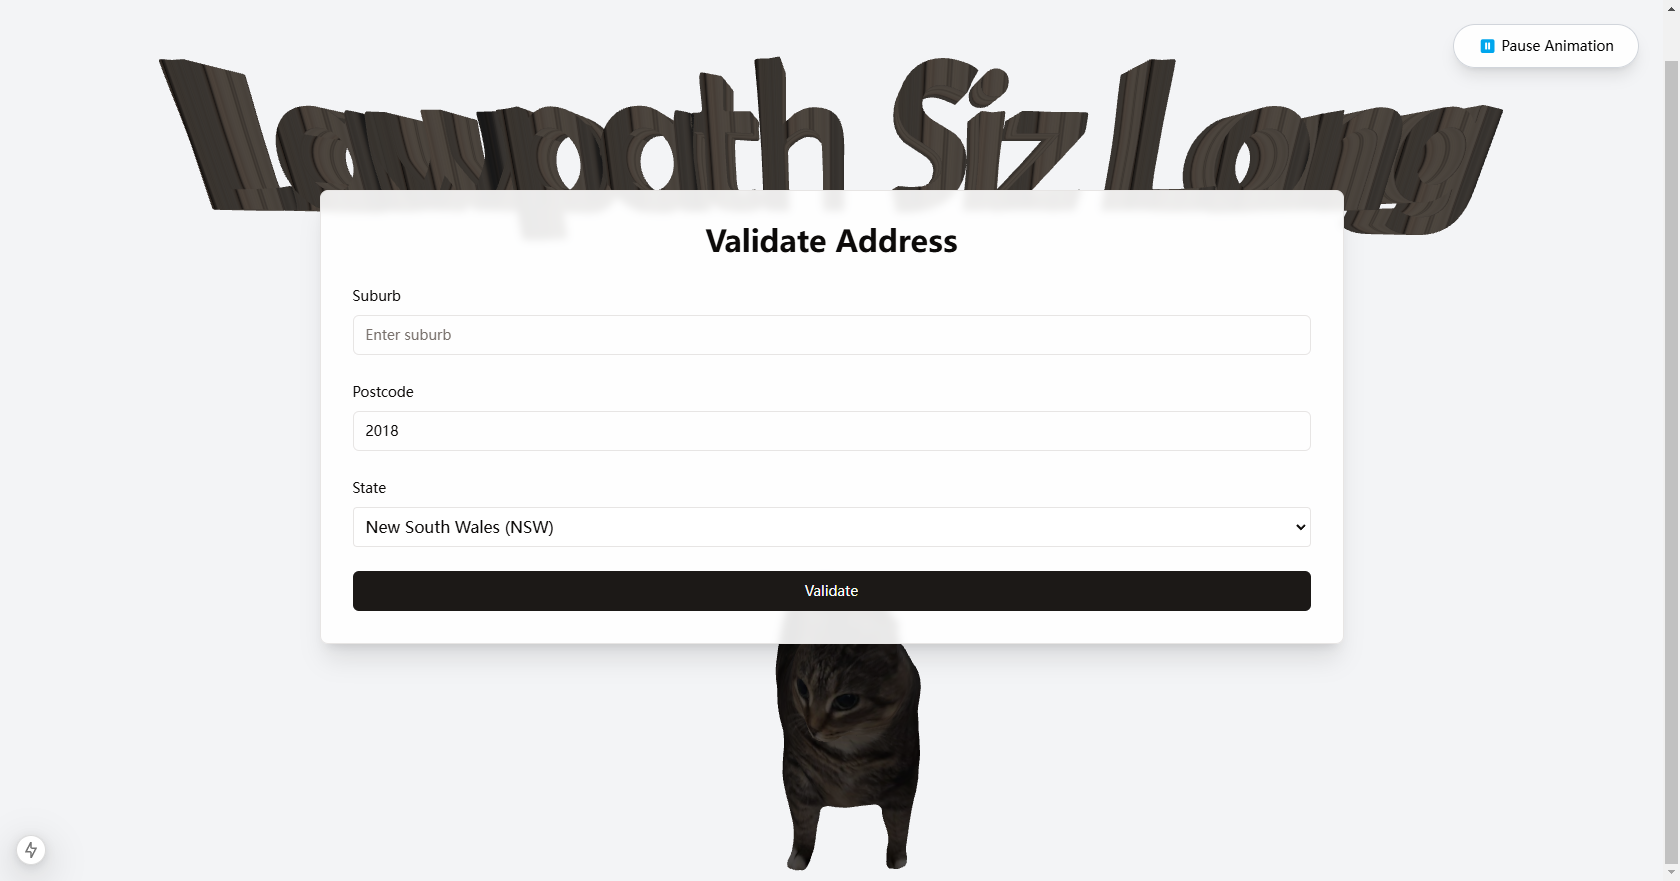 Pause Animation
Lawpath Siz Long
Validate Address
Suburb
Enter suburb
Postcode
2018
State
New South Wales (NSW)
Validate